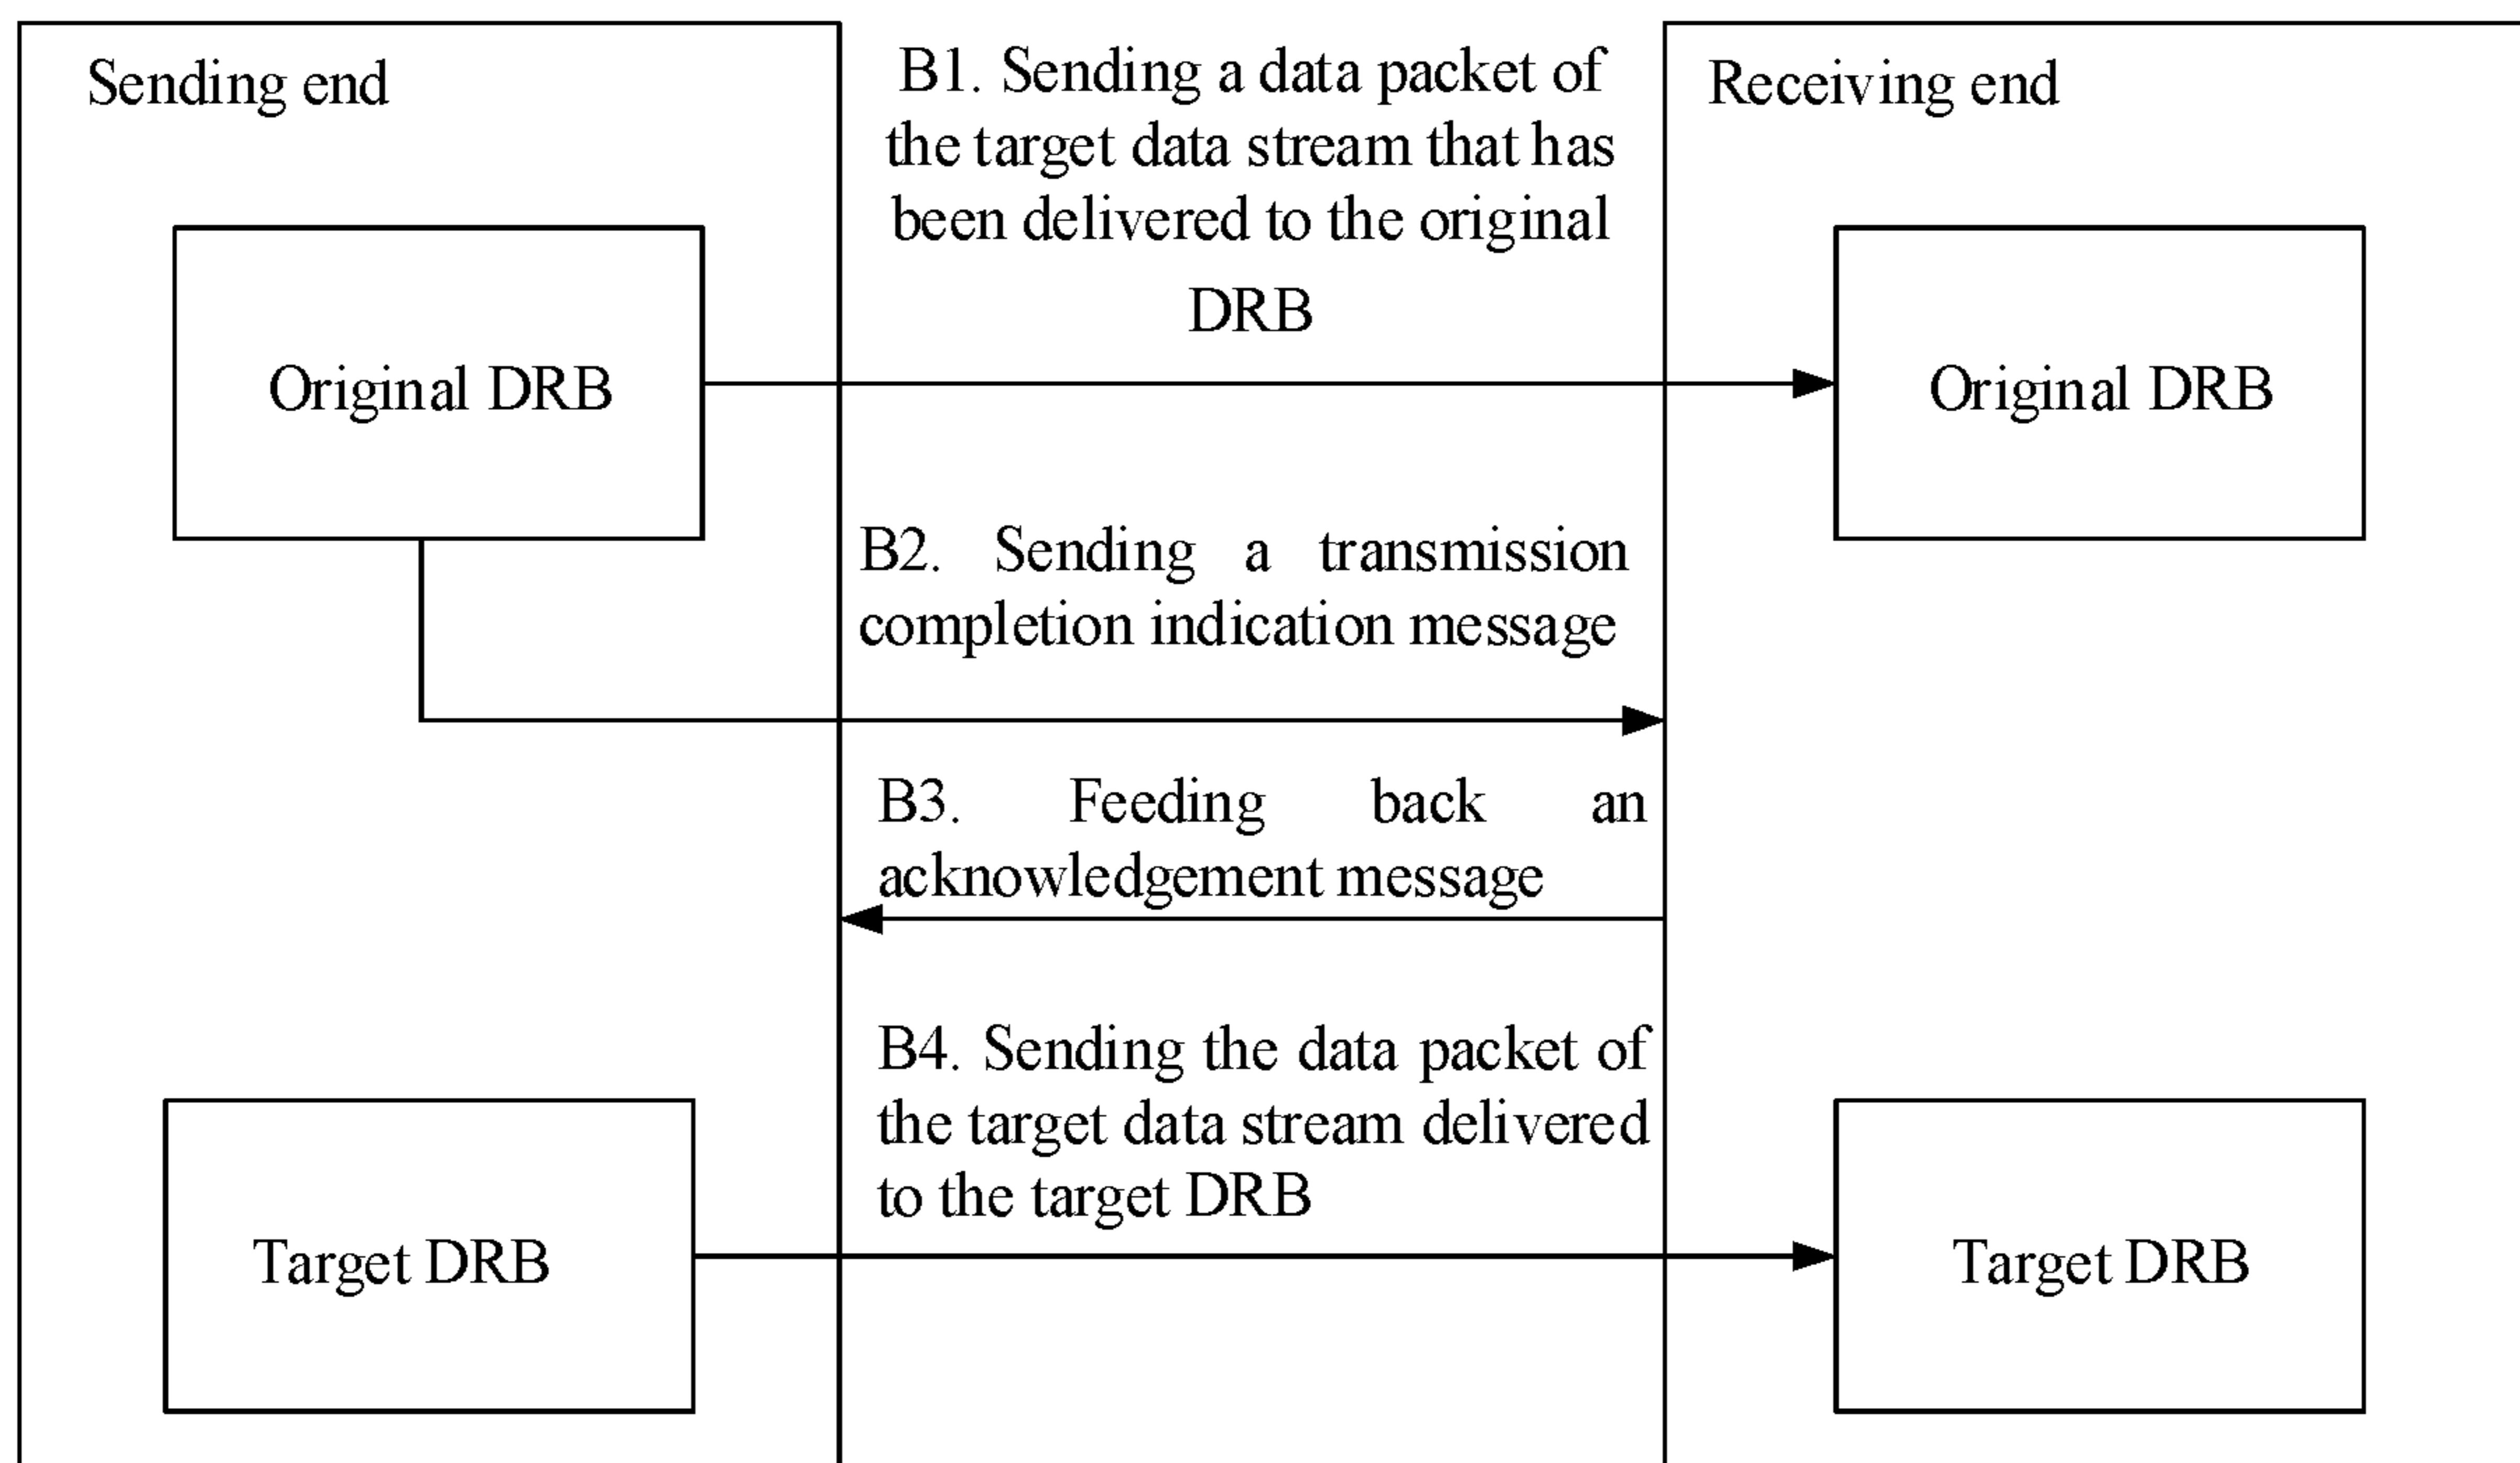 Sending end
B1. Sending a data packet of
the target data stream that has
been delivered to the original
DRB
Receiving end
Original DRB
Original DRB
B2. Sending a transmission
completion indication message
B3. Feeding back an
acknowledgement message
B4. Sending the data packet of
the target data stream delivered
to the target DRB
Target DRB
Target DRB